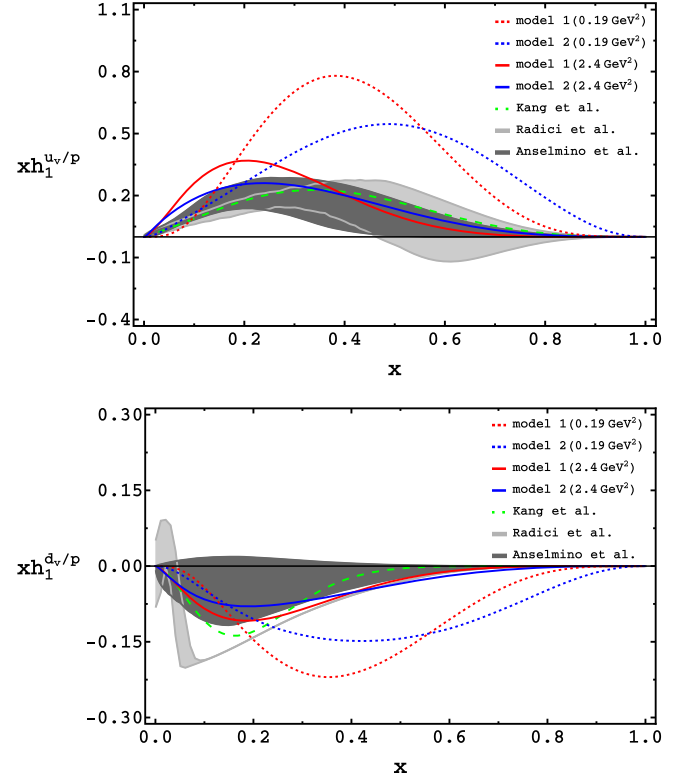 1.1
0.8
0.5
0.2
-0.1
-0.4
xh₁^{u_v/p}
model 1(0.19 GeV²)
model 2(0.19 GeV²)
model 1(2.4 GeV²)
model 2(2.4 GeV²)
Kang et al.
Radici et al.
Anselmino et al.
0.0 0.2 0.4 0.6 0.8 1.0
x
0.30
0.15
0.00
-0.15
-0.30
xh₁^{d_v/p}
model 1(0.19 GeV²)
model 2(0.19 GeV²)
model 1(2.4 GeV²)
model 2(2.4 GeV²)
Kang et al.
Radici et al.
Anselmino et al.
0.0 0.2 0.4 0.6 0.8 1.0
x